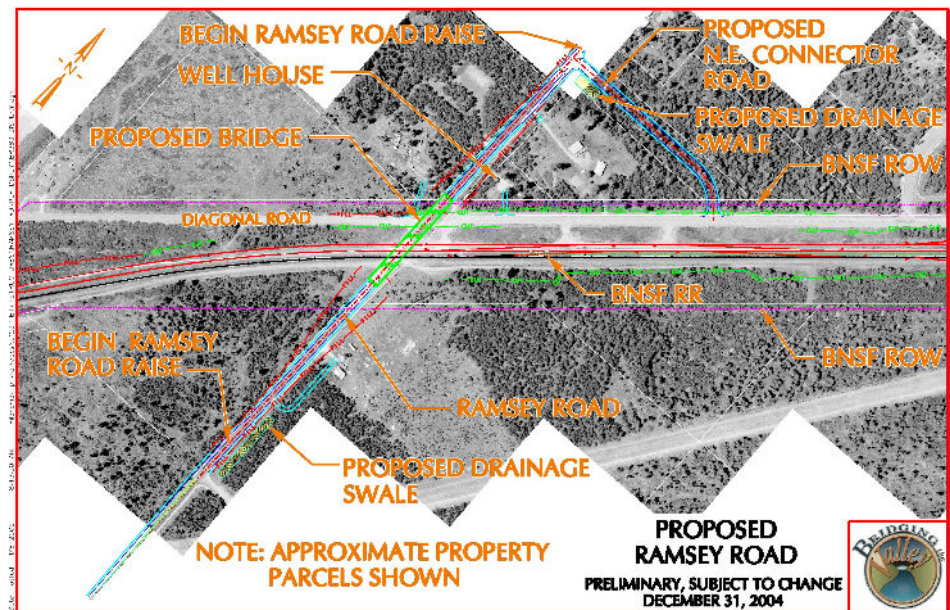 BEGIN RAMSEY ROAD RAISE
PROPOSED
N.E. CONNECTOR
ROAD
WELL HOUSE
PROPOSED DRAINAGE
SWALE
PROPOSED BRIDGE
BNSF ROW
DIAGONAL ROAD
BNSF RR
BEGIN RAMSEY
ROAD RAISE
BNSF ROW
RAMSEY ROAD
PROPOSED DRAINAGE
SWALE
NOTE: APPROXIMATE PROPERTY
PARCELS SHOWN
PROPOSED
RAMSEY ROAD
PRELIMINARY, SUBJECT TO CHANGE
DECEMBER 31, 2004
BRIDGING
Valley